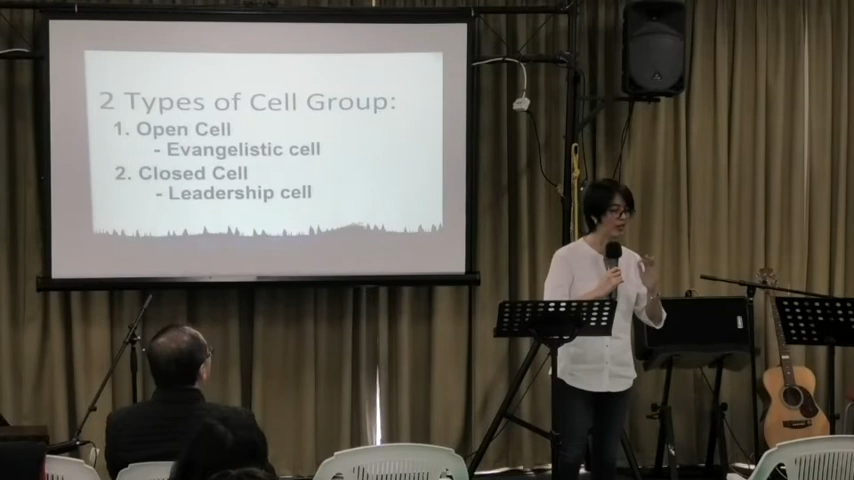 2 Types of Cell Group:
1. Open Cell
- Evangelistic cell
2. Closed Cell
- Leadership cell